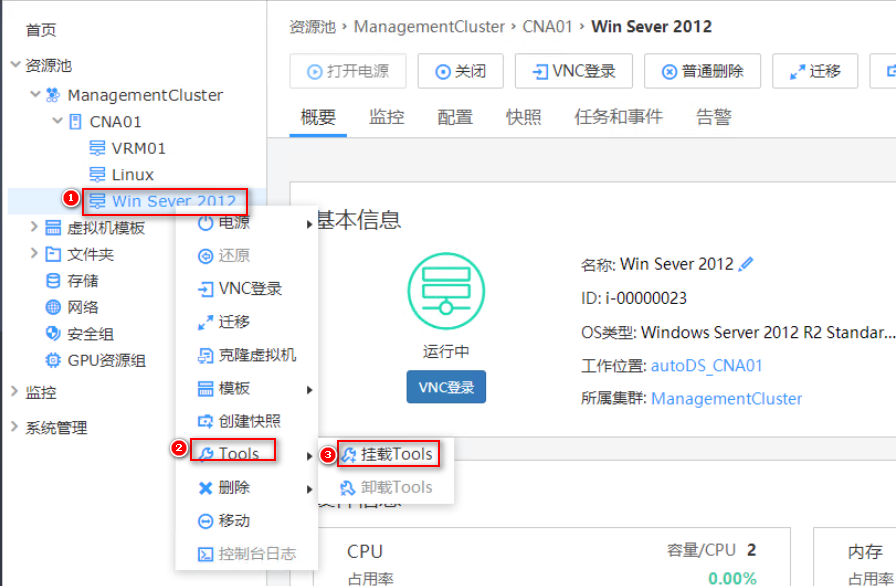 首页
资源池
ManagementCluster
CNA01
VRM01
Linux
1
Win Sever 2012
虚拟机模板
文件夹
存储
网络
安全组
GPU资源组
监控
系统管理
资源池 › ManagementCluster › CNA01 › Win Sever 2012
打开电源 关闭 VNC登录 普通删除 迁移
概要 监控 配置 快照 任务和事件 告警
基本信息
运行中
VNC登录
名称: Win Sever 2012
ID: i-00000023
OS类型: Windows Server 2012 R2 Standar...
工作位置: autoDS_CNA01
所属集群: ManagementCluster
电源
还原
VNC登录
迁移
克隆虚拟机
模板
创建快照
2
Tools
删除
移动
控制台日志
3
挂载Tools
卸载Tools
CPU 容量/CPU 2
占用率 0.00%
内存
占用率